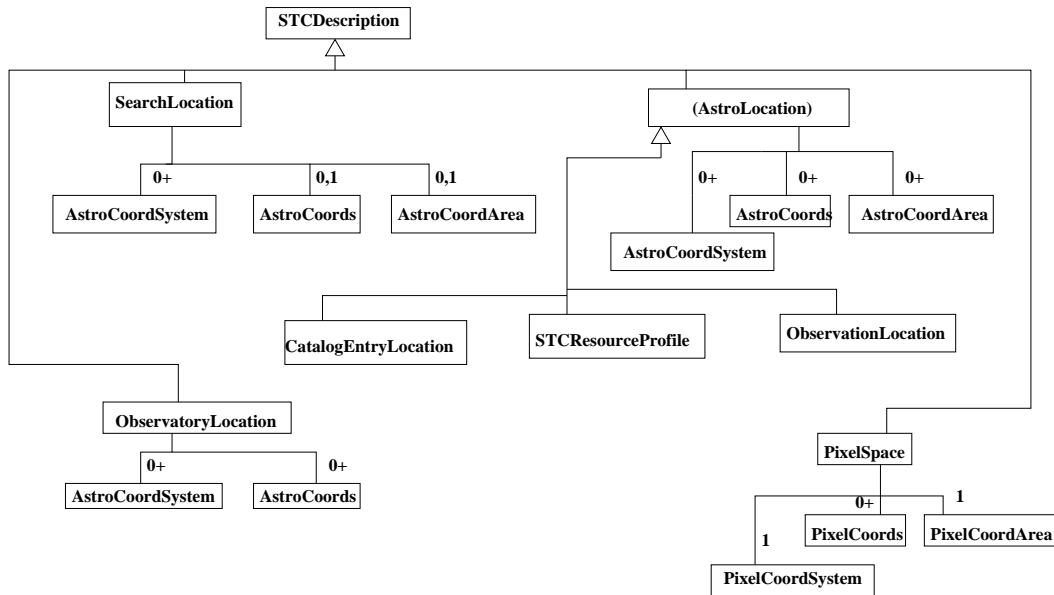 STCDescription
SearchLocation
(AstroLocation)
0+
0,1
0,1
AstroCoordSystem
AstroCoords
AstroCoordArea
0+
0+
0+
AstroCoords
AstroCoordArea
AstroCoordSystem
CatalogEntryLocation
STCResourceProfile
ObservationLocation
ObservatoryLocation
0+
0+
AstroCoordSystem
AstroCoords
PixelSpace
1
0+
1
PixelCoords
PixelCoordArea
PixelCoordSystem